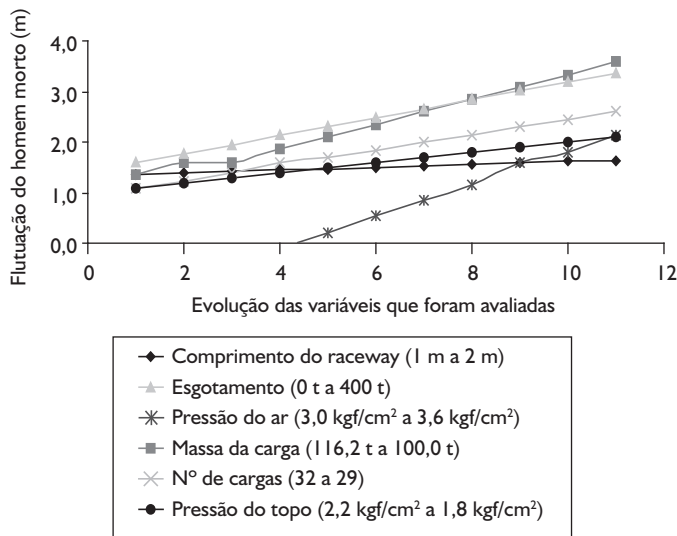 Flutuação do homem morto (m)
4,0
3,0
2,0
1,0
0,0
0 2 4 6 8 10 12
Evolução das variáveis que foram avaliadas
Comprimento do raceway (1 m a 2 m)
Esgotamento (0 t a 400 t)
Pressão do ar (3,0 kgf/cm² a 3,6 kgf/cm²)
Massa da carga (116,2 t a 100,0 t)
Nº de cargas (32 a 29)
Pressão do topo (2,2 kgf/cm² a 1,8 kgf/cm²)